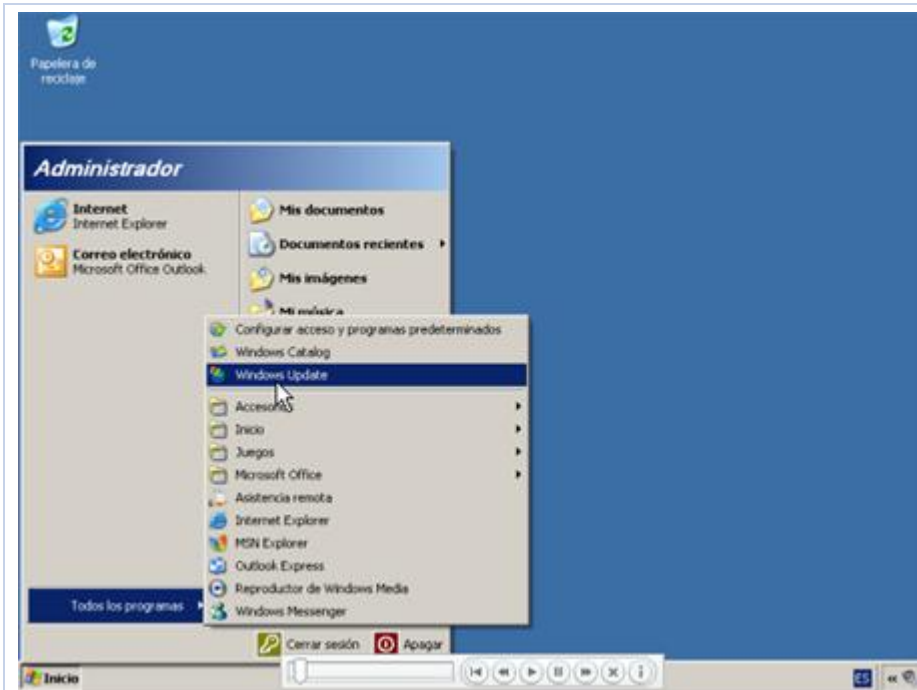 Papelera de
reciclaje
Administrador
Internet
Internet Explorer
Correo electrónico
Microsoft Office Outlook
Mis documentos
Documentos recientes
Mis imágenes
Mi música
Configurar acceso y programas predeterminados
Windows Catalog
Windows Update
Accesorios
Inicio
Juegos
Microsoft Office
Asistencia remota
Internet Explorer
MSN Explorer
Outlook Express
Reproductor de Windows Media
Windows Messenger
Todos los programas
Cerrar sesión
Apagar
Inicio
ES